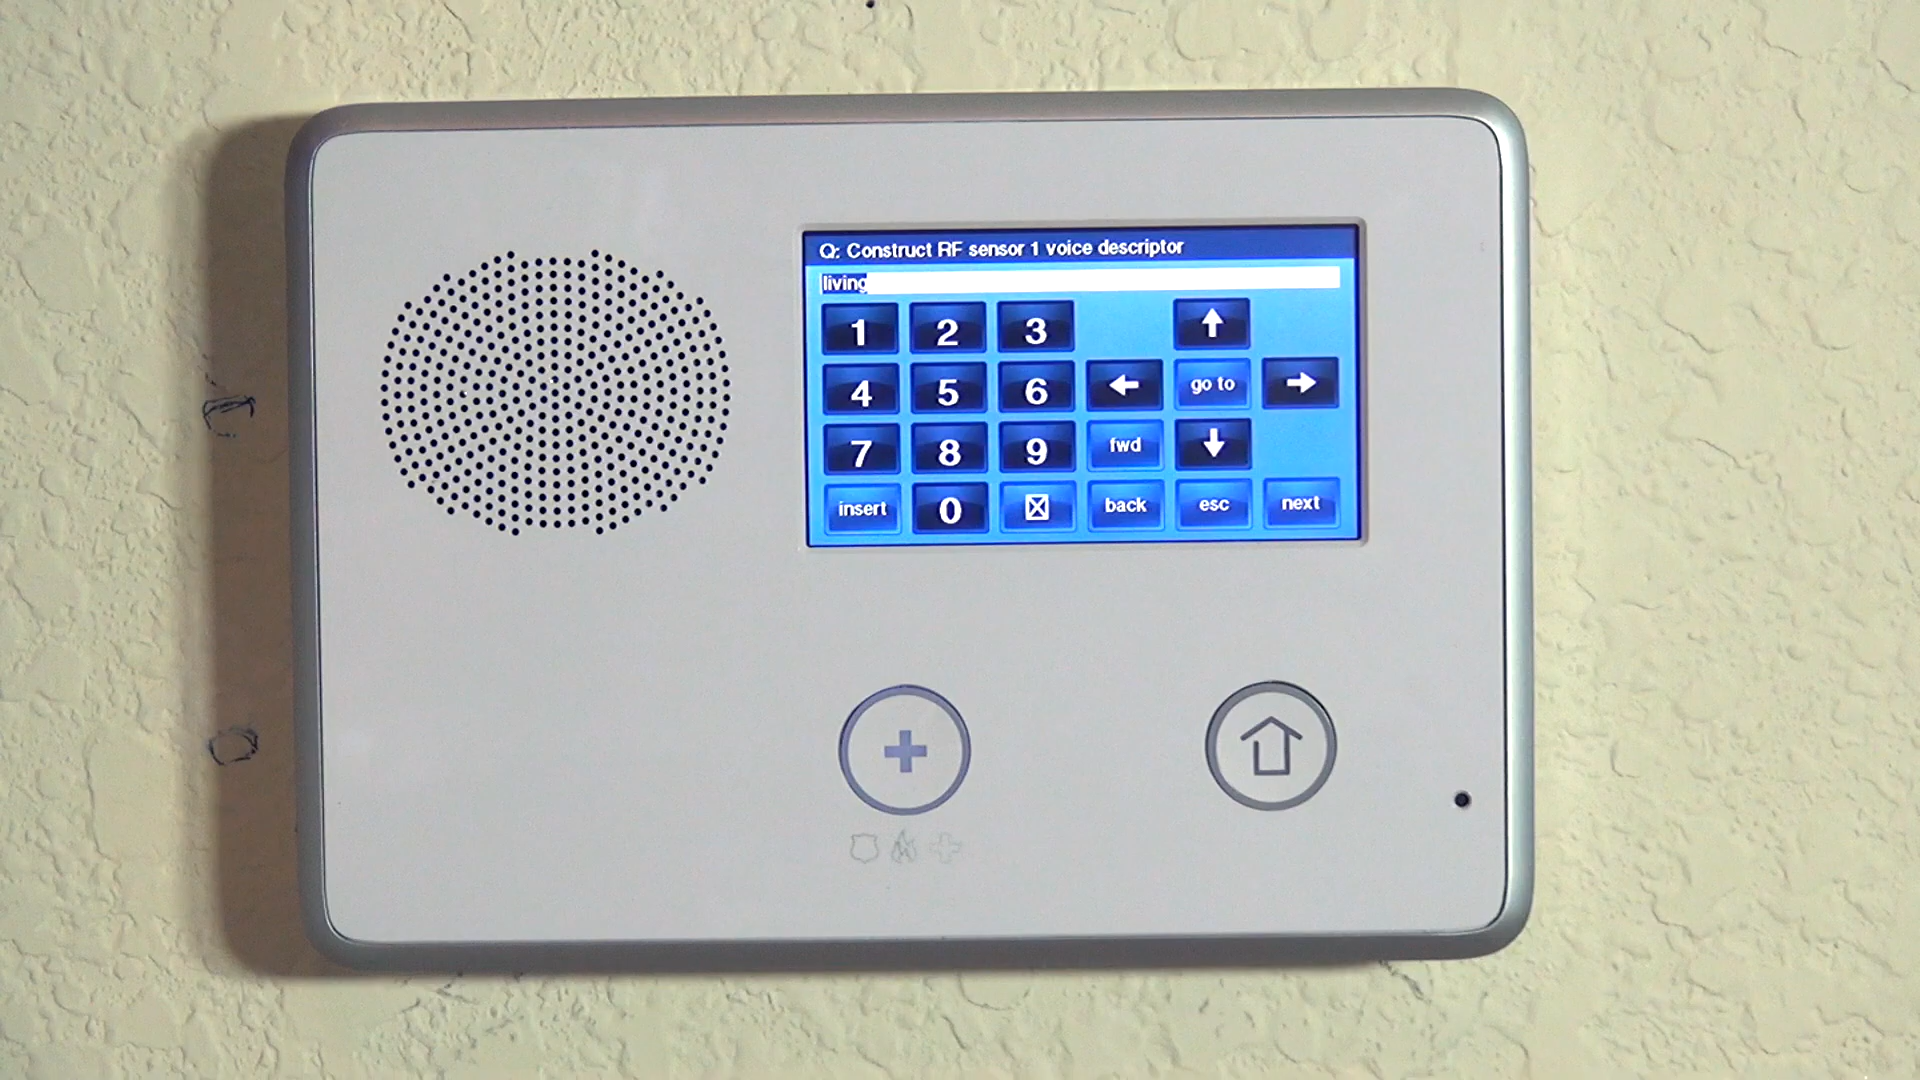 Q: Construct RF sensor 1 voice descriptor
living
1 2 3
4 5 6 go to
7 8 9 fwd
insert 0 back esc next